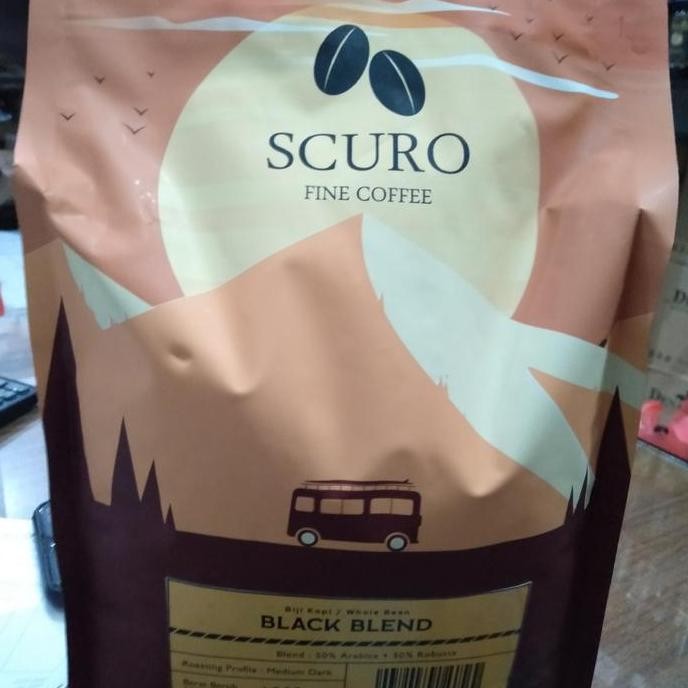 SCURO
FINE COFFEE
Biji Kopi / Whole Bean
BLACK BLEND
Blend : 50% Arabica + 50% Robusta
Roasting Profile : Medium Dark